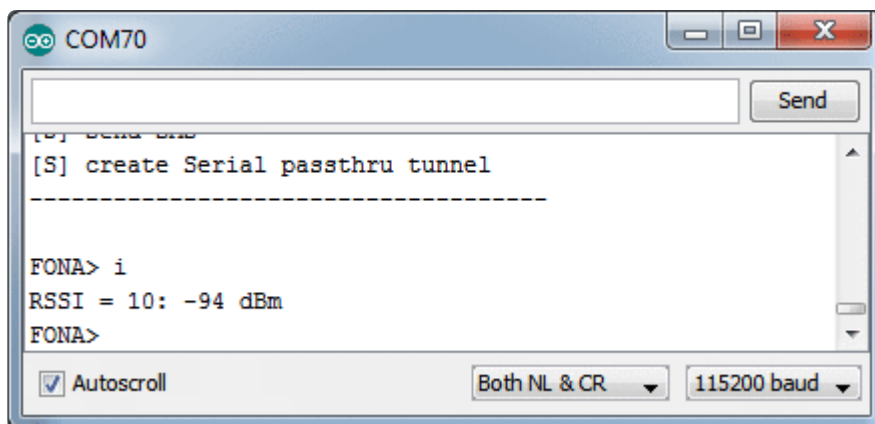 COM70
Send
[S] create Serial passthru tunnel
-------------------------------------
FONA> i
RSSI = 10: -94 dBm
FONA>
Autoscroll
Both NL & CR
115200 baud